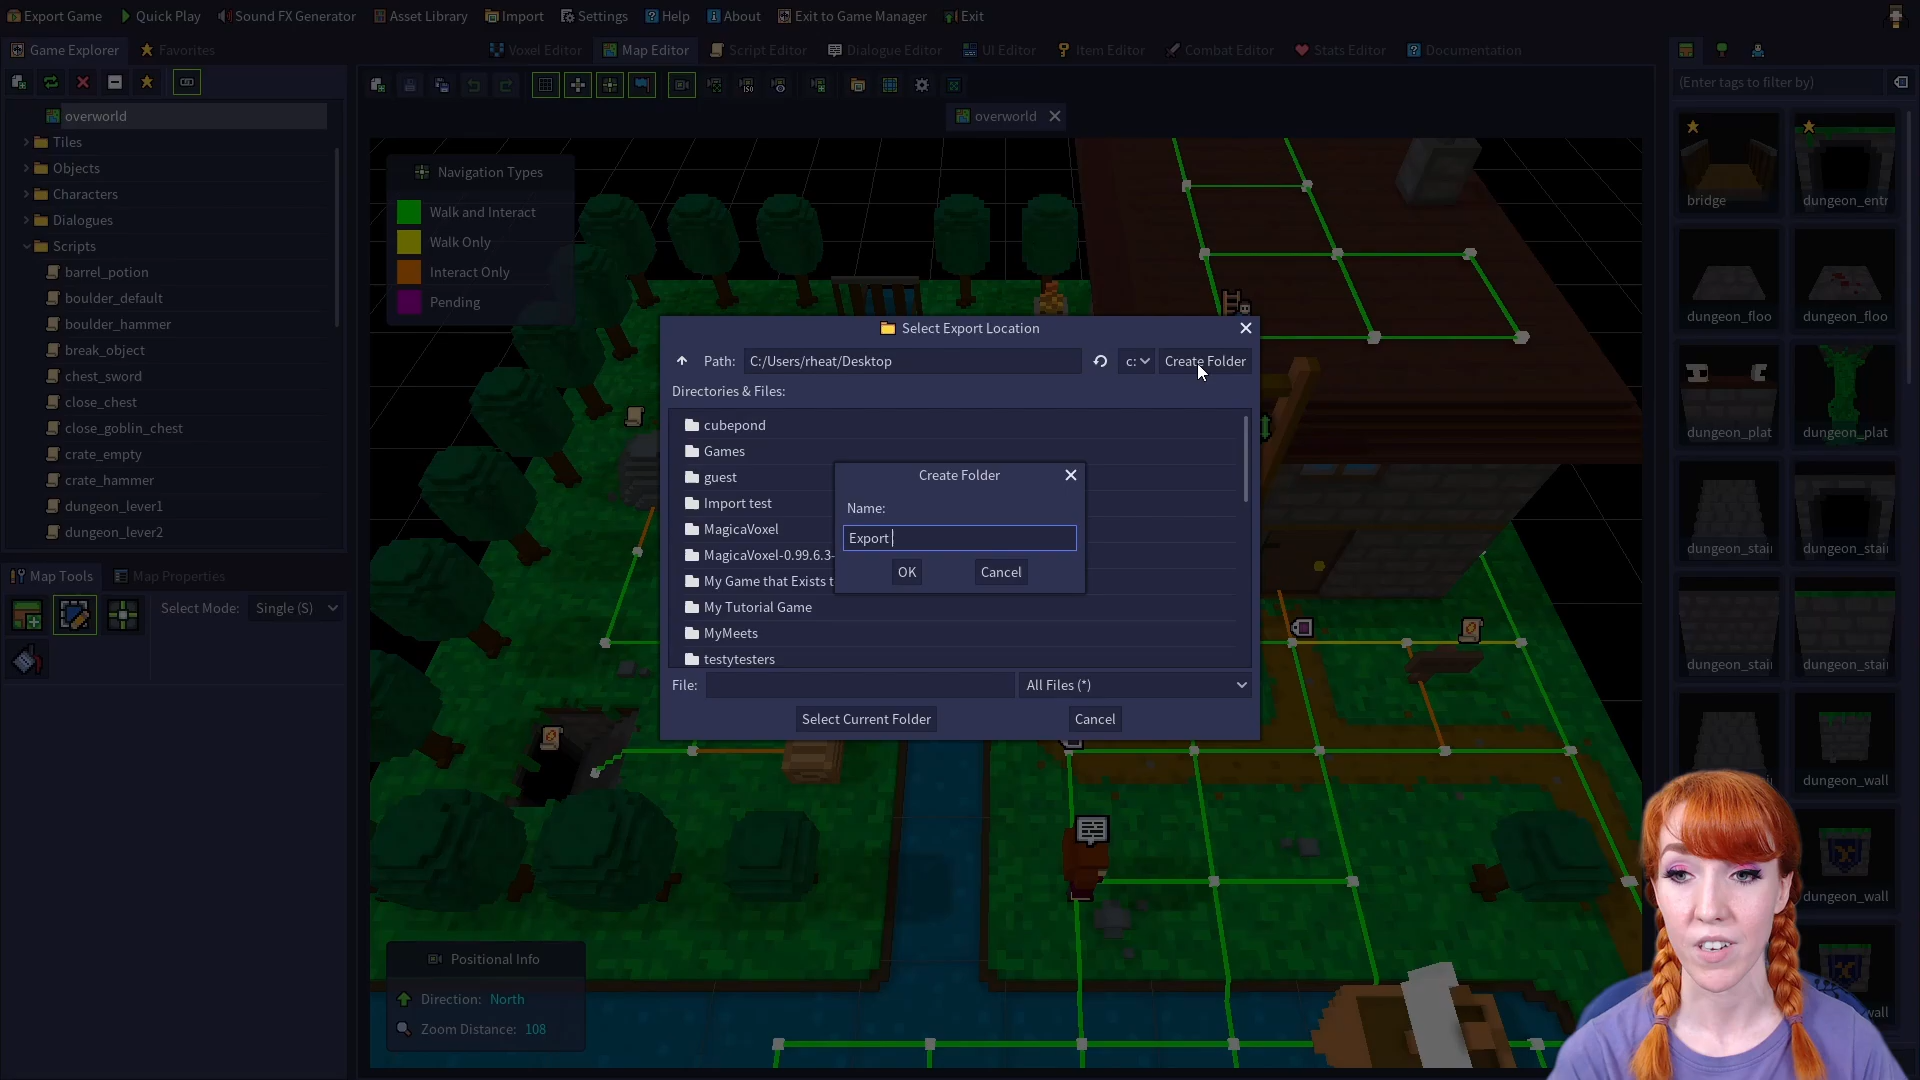 Export Game Quick Play Sound FX Generator Asset Library Import Settings Help About Exit to Game Manager Exit
Game Explorer Favorites Voxel Editor Map Editor Script Editor Dialogue Editor UI Editor Item Editor Combat Editor Stats Editor Documentation
(Enter tags to filter by)
overworld
overworld
Tiles
Objects
Characters
Dialogues
Scripts
barrel_potion
boulder_default
boulder_hammer
break_object
chest_sword
close_chest
close_goblin_chest
crate_empty
crate_hammer
dungeon_lever1
dungeon_lever2
Map Tools Map Properties
Select Mode: Single (S)
Navigation Types
Walk and Interact
Walk Only
Interact Only
Pending
Select Export Location
Path: C:/Users/rheat/Desktop c: Create Folder
Directories & Files:
cubepond
Games
guest
Import test
MagicaVoxel
MagicaVoxel-0.99.6.3-
My Game that Exists t
My Tutorial Game
MyMeets
testytesters
Create Folder
Name:
Export
OK Cancel
File: All Files (*)
Select Current Folder Cancel
Positional Info
Direction: North
Zoom Distance: 108
bridge dungeon_entr
dungeon_floo dungeon_floo
dungeon_plat dungeon_plat
dungeon_stair dungeon_stair
dungeon_stair dungeon_stair
dungeon_wall
dungeon_wall
wall